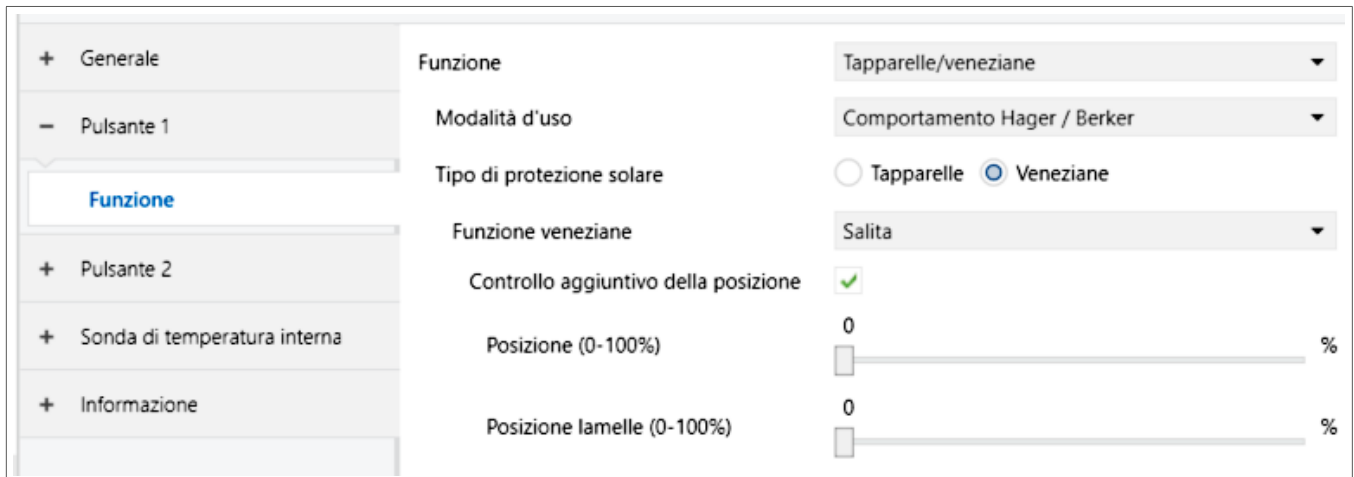 + Generale
− Pulsante 1
Funzione
+ Pulsante 2
+ Sonda di temperatura interna
+ Informazione
Funzione Tapparelle/veneziane
Modalità d'uso Comportamento Hager / Berker
Tipo di protezione solare Tapparelle Veneziane
Funzione veneziane Salita
Controllo aggiuntivo della posizione
0
Posizione (0-100%) %
0
Posizione lamelle (0-100%) %